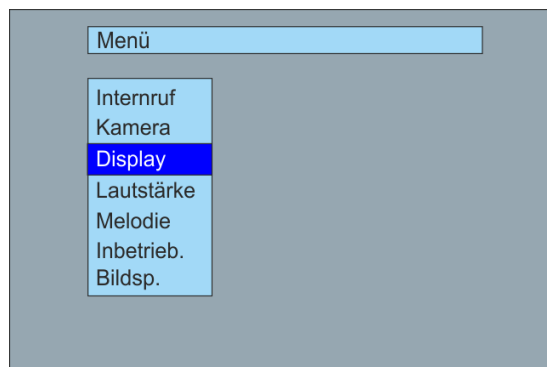 Menü
Internruf
Kamera
Display
Lautstärke
Melodie
Inbetrieb.
Bildsp.